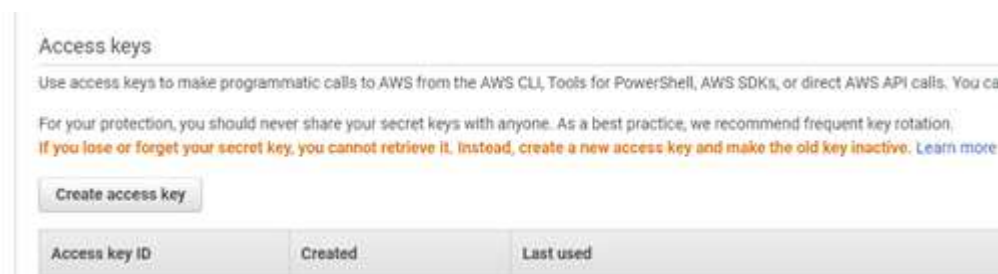 Access keys
Use access keys to make programmatic calls to AWS from the AWS CLI, Tools for PowerShell, AWS SDKs, or direct AWS API calls. You ca
For your protection, you should never share your secret keys with anyone. As a best practice, we recommend frequent key rotation.
If you lose or forget your secret key, you cannot retrieve it. Instead, create a new access key and make the old key inactive. Learn more
Create access key
Access key ID Created Last used